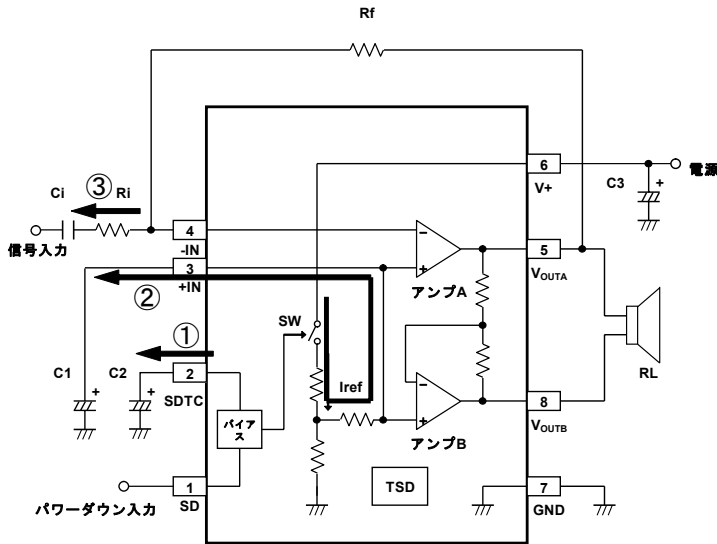 Rf
6
V+
電源
C3
Ci
③
Ri
信号入力
4
-IN
3
+IN
アンプA
5
VOUTA
②
SW
①
C1
C2
2
SDTC
Iref
RL
バイアス
アンプB
8
VOUTB
TSD
パワーダウン入力
1
SD
7
GND